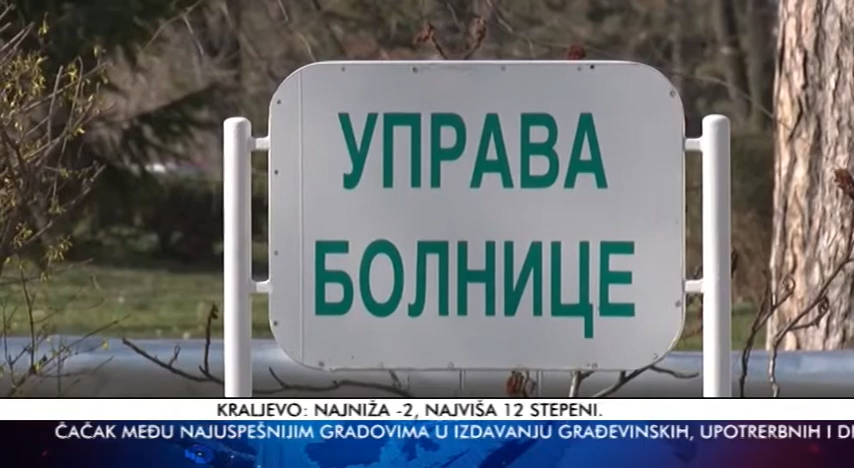 УПРАВА
БОЛНИЦЕ
KRALJEVO: NAJNIŽA -2, NAJVIŠA 12 STEPENI.
ČAČAK MEĐU NAJUSPEŠNIJIM GRADOVIMA U IZDAVANJU GRAĐEVINSKIH, UPOTRERBNIH I